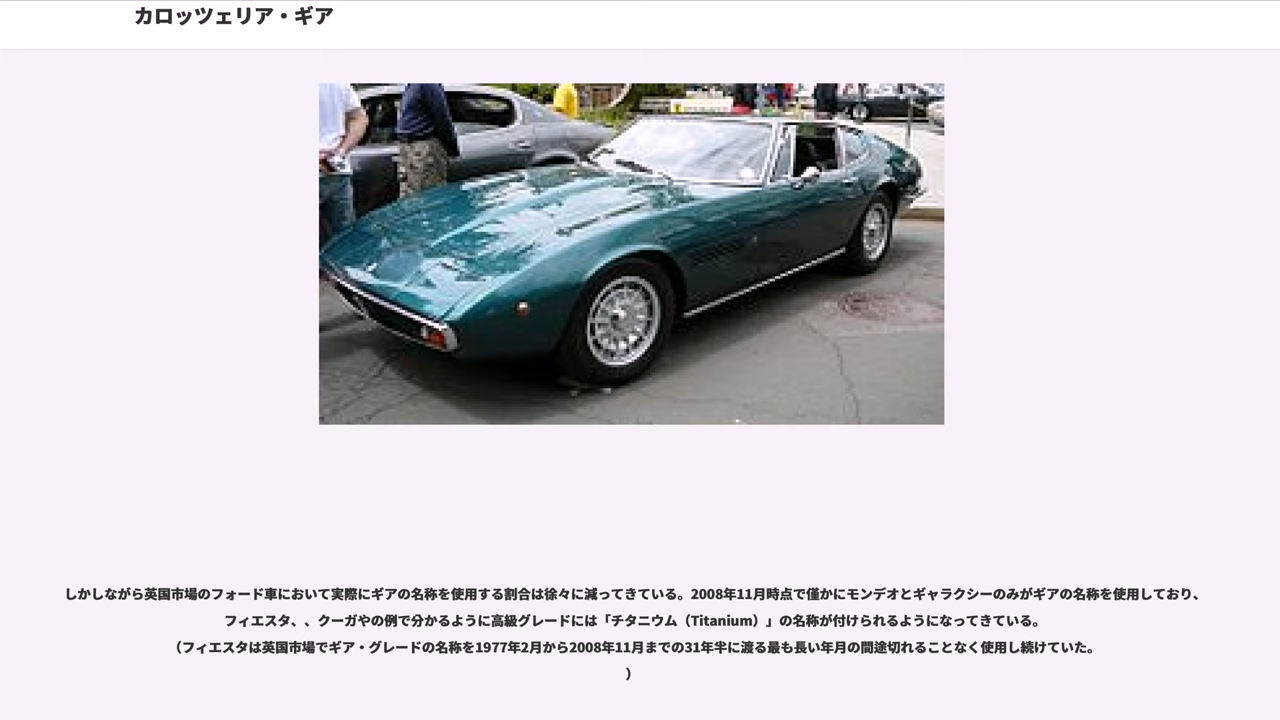 カロッツェリア・ギア
しかしながら英国市場のフォード車において実際にギアの名称を使用する割合は徐々に減ってきている。2008年11月時点で僅かにモンデオとギャラクシーのみがギアの名称を使用しており、
フィエスタ、、クーガやの例で分かるように高級グレードには「チタニウム（Titanium）」の名称が付けられるようになってきている。
（フィエスタは英国市場でギア・グレードの名称を1977年2月から2008年11月までの31年半に渡る最も長い年月の間途切れることなく使用し続けていた。
）